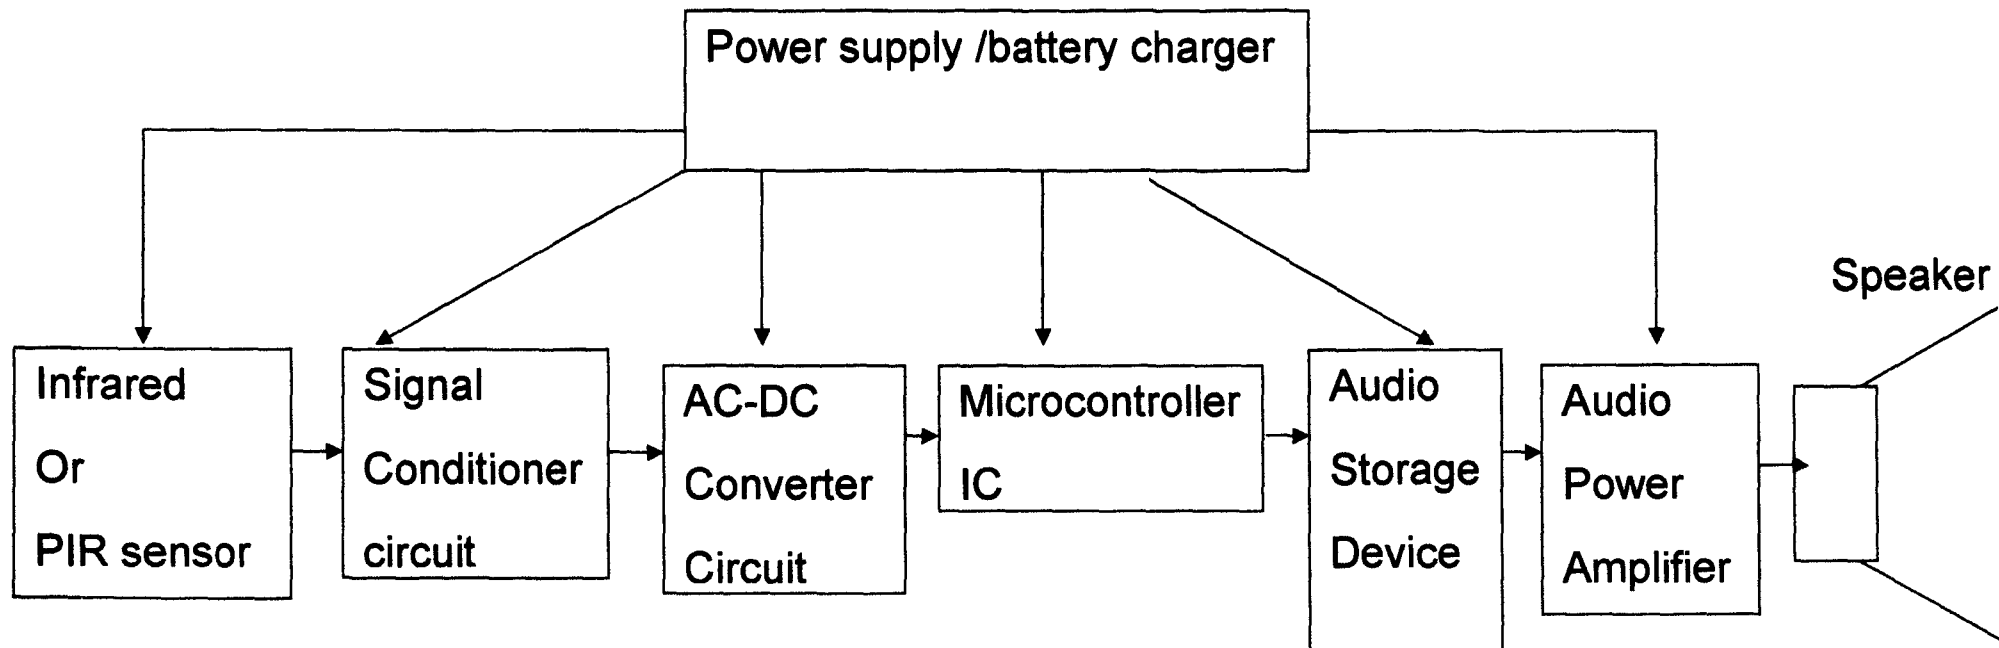 Power supply /battery charger
Speaker
Infrared
Or
PIR sensor
Signal
Conditioner
circuit
AC-DC
Converter
Circuit
Microcontroller
IC
Audio
Storage
Device
Audio
Power
Amplifier